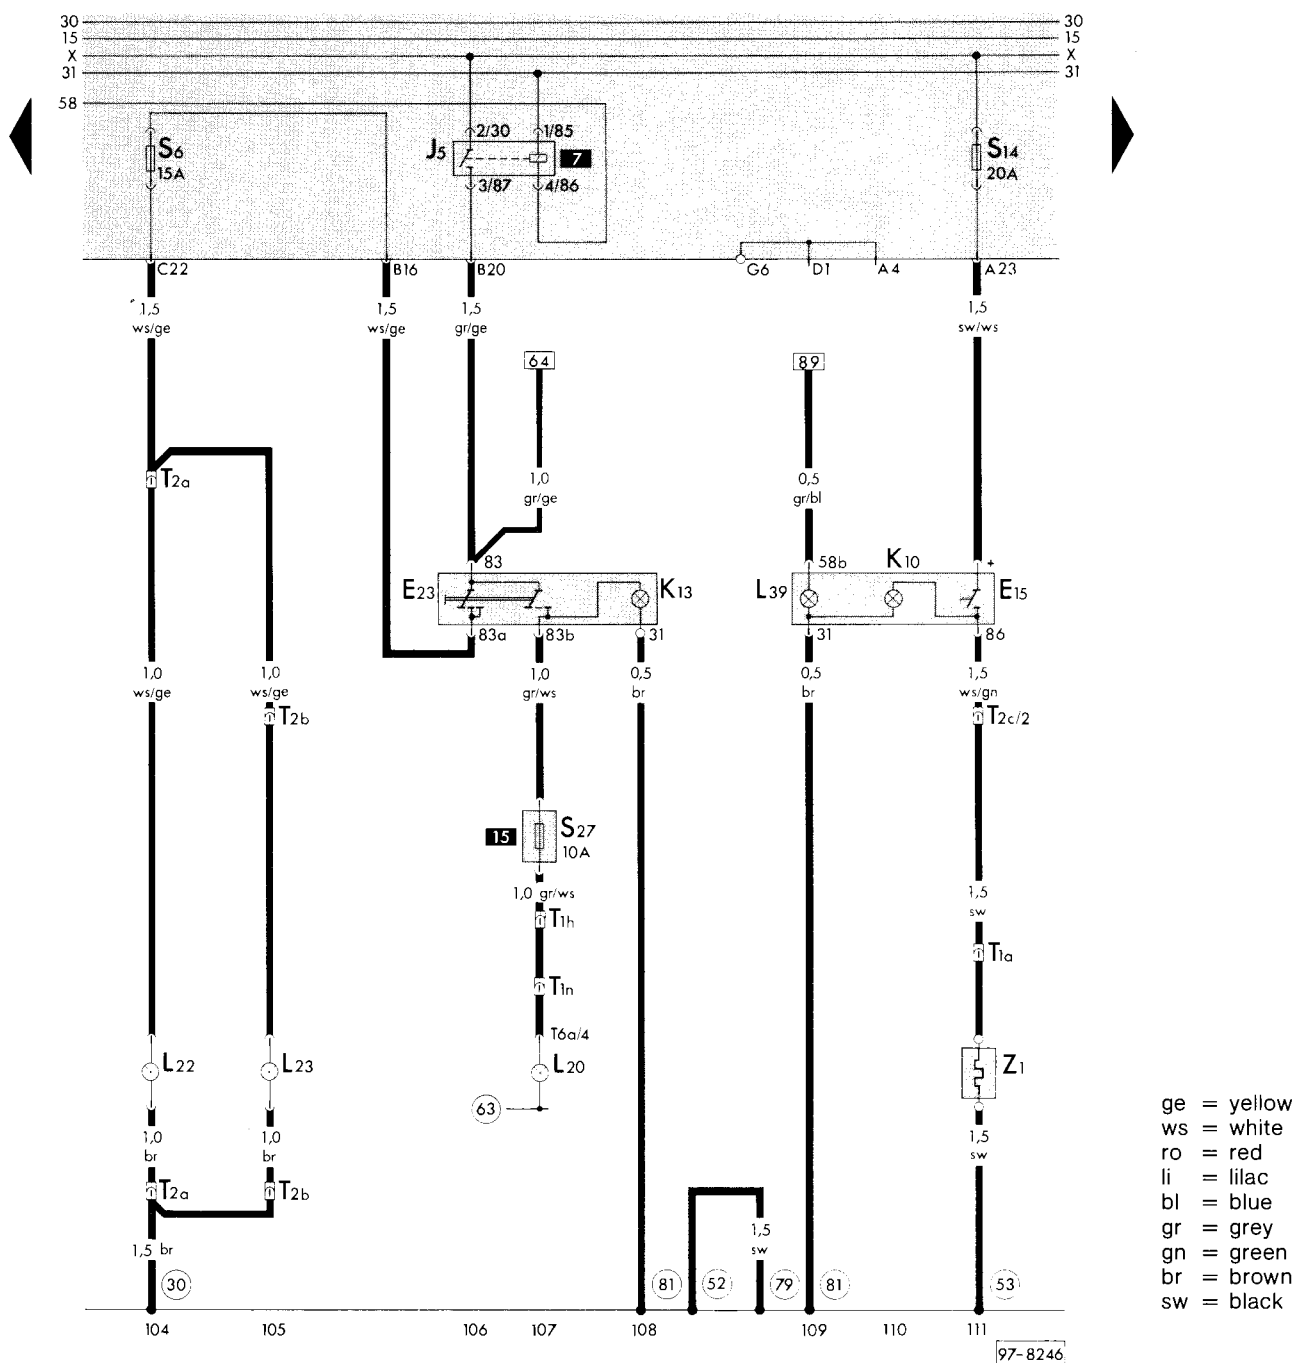 30 30
15 15
X X
31 31
58
2/30 1/85
J5 7
S6
15A
S14
20A
3/87 4/86
C22 B16 B20 G6 D1 A4 A23
1,5 1,5 1,5 1,5
ws/ge ws/ge gr/ge sw/ws
64 89
T2a
1,0 0,5
gr/ge gr/bl
83 58b K10 +
E23 K13 L39 E15
83a 83b 31 31 86
1,0 1,0 1,0 0,5 0,5 1,5
ws/ge ws/ge gr/ws br br ws/gn
T2b T2c/2
15 S27
10A
1,0 gr/ws
1,5
sw
T1h
T1a
T1n
T6a/4
L22 L23 L20 Z1
63
1,0 1,0 1,5
br br sw
T2a T2b
1,5 br
1,5
sw
30 81 52 79 81 53
104 105 106 107 108 109 110 111
97-8246
ge = yellow
ws = white
ro = red
li = lilac
bl = blue
gr = grey
gn = green
br = brown
sw = black